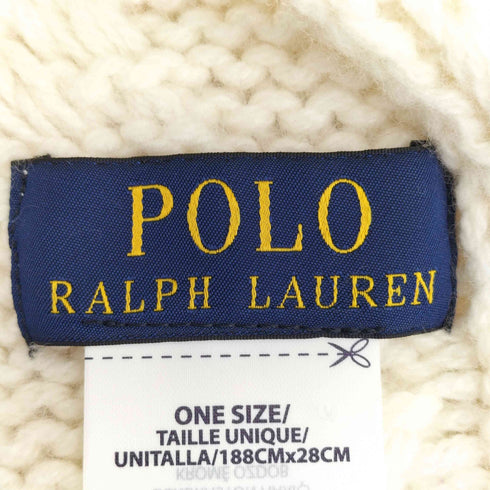 POLO
RALPH LAUREN
ONE SIZE/
TAILLE UNIQUE/
UNITALLA/188CMx28CM